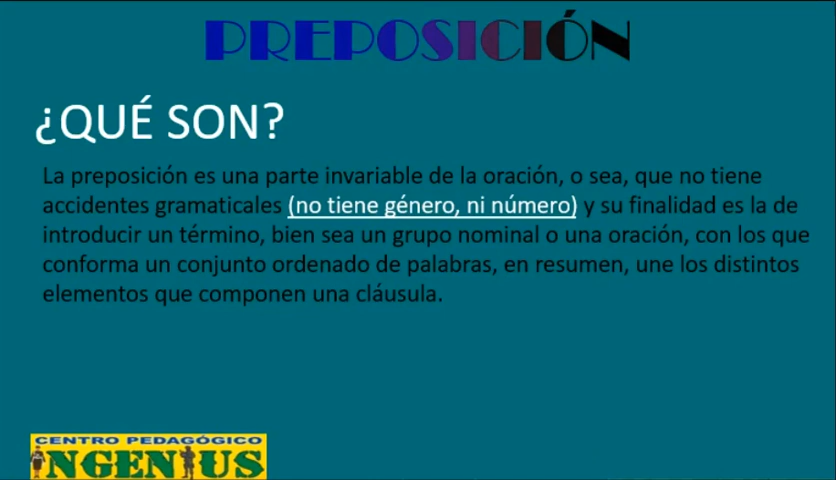 PREPOSICIÓN
¿QUÉ SON?
La preposición es una parte invariable de la oración, o sea, que no tiene
accidentes gramaticales (no tiene género, ni número) y su finalidad es la de
introducir un término, bien sea un grupo nominal o una oración, con los que
conforma un conjunto ordenado de palabras, en resumen, une los distintos
elementos que componen una cláusula.
CENTRO PEDAGÓGICO
INGENIUS